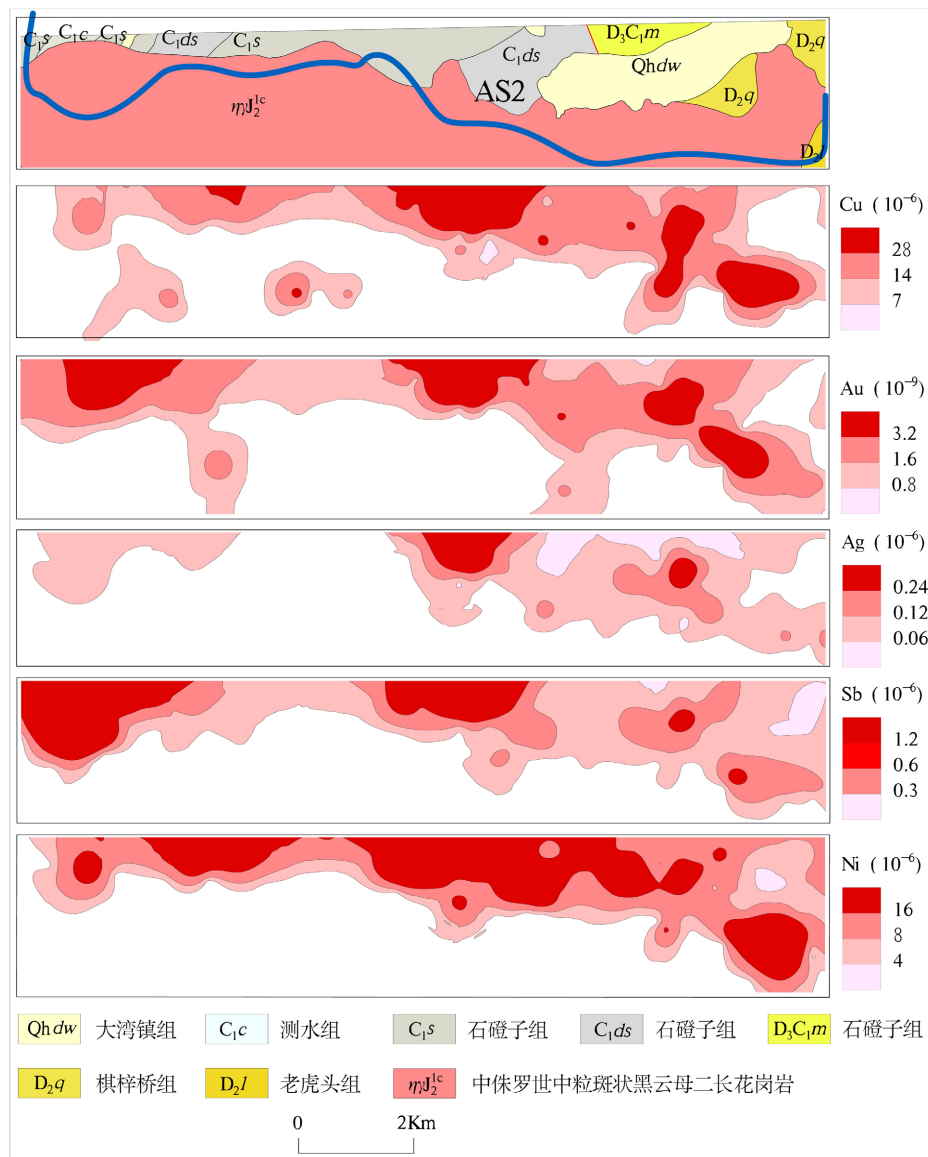 C₁s C₁c C₁s C₁ds C₁s C₁ds D₃C₁m D₂q
Qhdw
AS2 D₂q
ηγJ₂¹ᶜ
D₂l
Cu ( 10⁻⁶)
28
14
7
Au ( 10⁻⁹)
3.2
1.6
0.8
Ag ( 10⁻⁶)
0.24
0.12
0.06
Sb (10⁻⁶)
1.2
0.6
0.3
Ni (10⁻⁶)
16
8
4
Qhdw 大湾镇组 C₁c 测水组 C₁s 石磴子组 C₁ds 石磴子组 D₃C₁m 石磴子组
D₂q 棋梓桥组 D₂l 老虎头组 ηγJ₂¹ᶜ 中侏罗世中粒斑状黑云母二长花岗岩
0 2Km